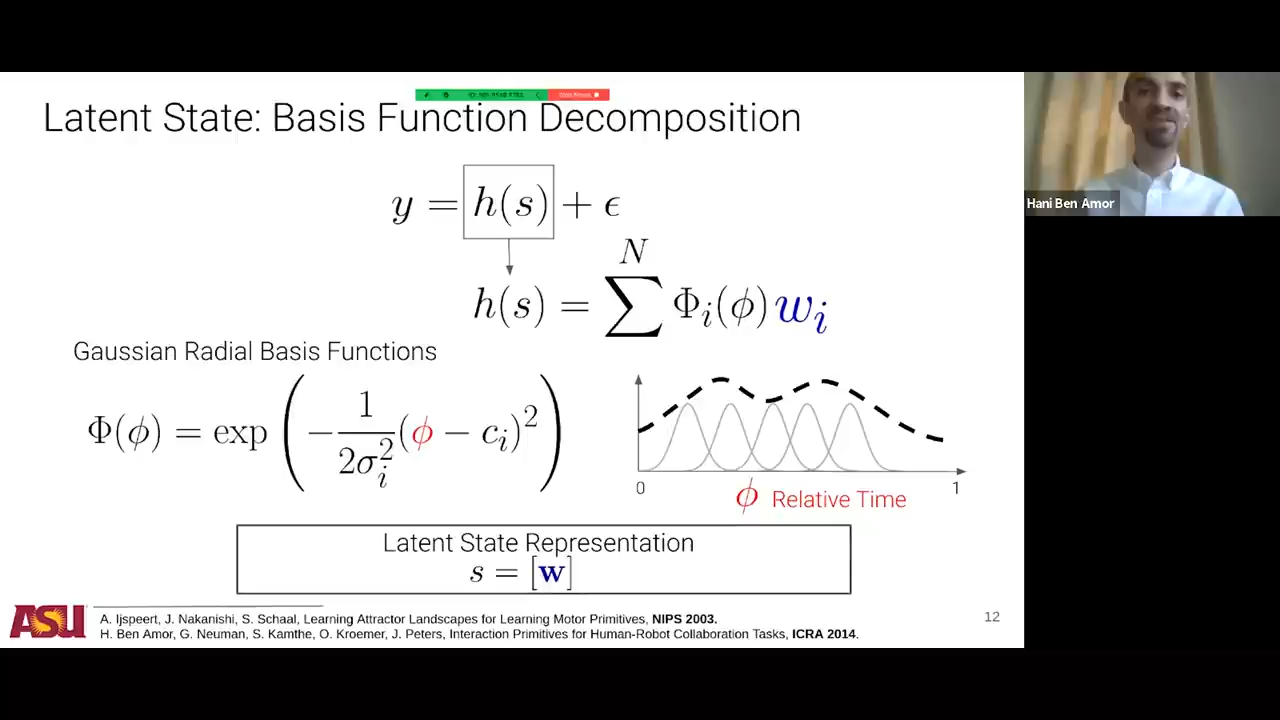 Latent State: Basis Function Decomposition
y = h(s) + ϵ
h(s) = ∑^N Φ_i(ϕ) w_i
Gaussian Radial Basis Functions
Φ(ϕ) = exp ( − 1 / 2σ_i^2 (ϕ − c_i)^2 )
0
1
ϕ Relative Time
Latent State Representation
s = [w]
ASU
A. Ijspeert, J. Nakanishi, S. Schaal, Learning Attractor Landscapes for Learning Motor Primitives, NIPS 2003.
H. Ben Amor, G. Neuman, S. Kamthe, O. Kroemer, J. Peters, Interaction Primitives for Human-Robot Collaboration Tasks, ICRA 2014.
12
Hani Ben Amor